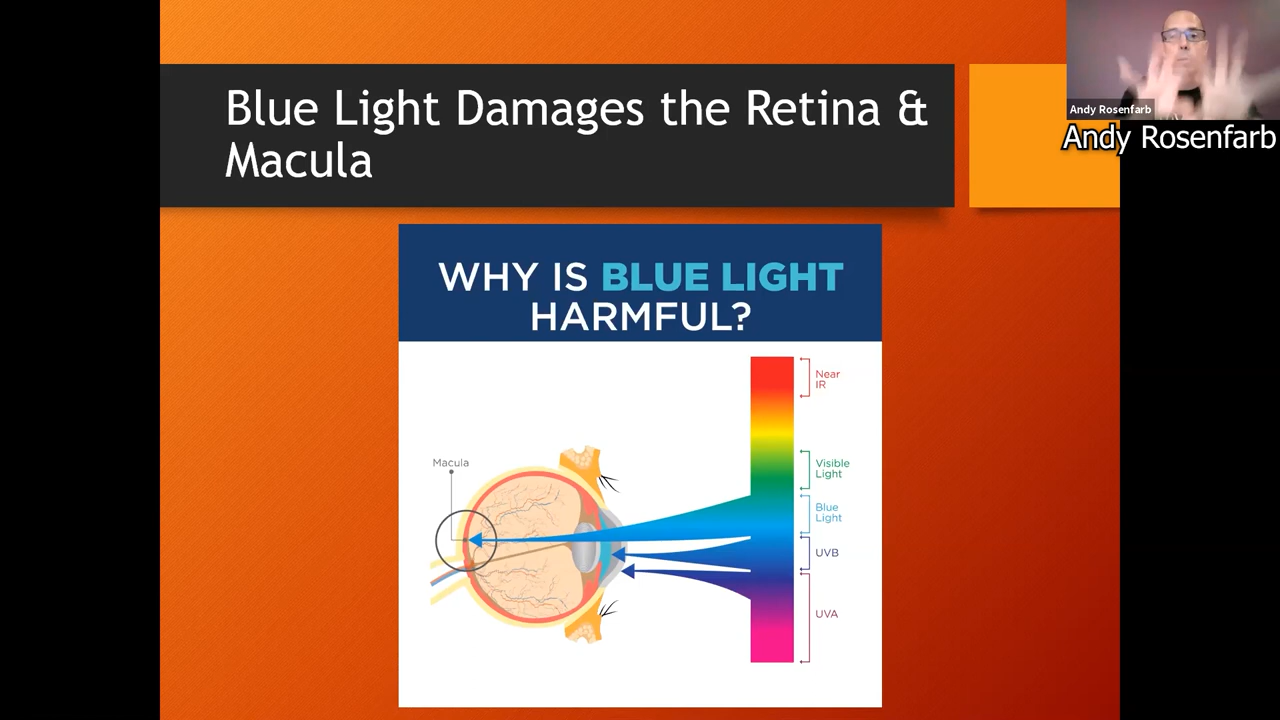 Blue Light Damages the Retina &
Macula
Andy Rosenfarb
Andy Rosenfarb
WHY IS BLUE LIGHT
HARMFUL?
Near
IR
Visible
Light
Blue
Light
UVB
UVA
Macula